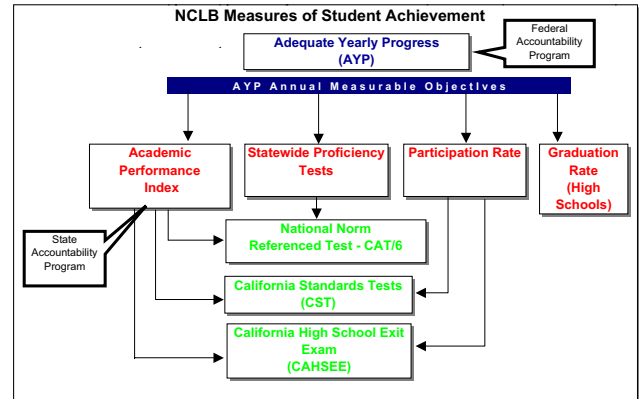 NCLB Measures of Student Achievement
Adequate Yearly Progress
(AYP)
Federal
Accountability
Program
AYP Annual Measurable Objectives
Academic
Performance
Index
Statewide Proficiency
Tests
Participation Rate
Graduation
Rate
(High
Schools)
State
Accountability
Program
National Norm
Referenced Test - CAT/6
California Standards Tests
(CST)
California High School Exit
Exam
(CAHSEE)